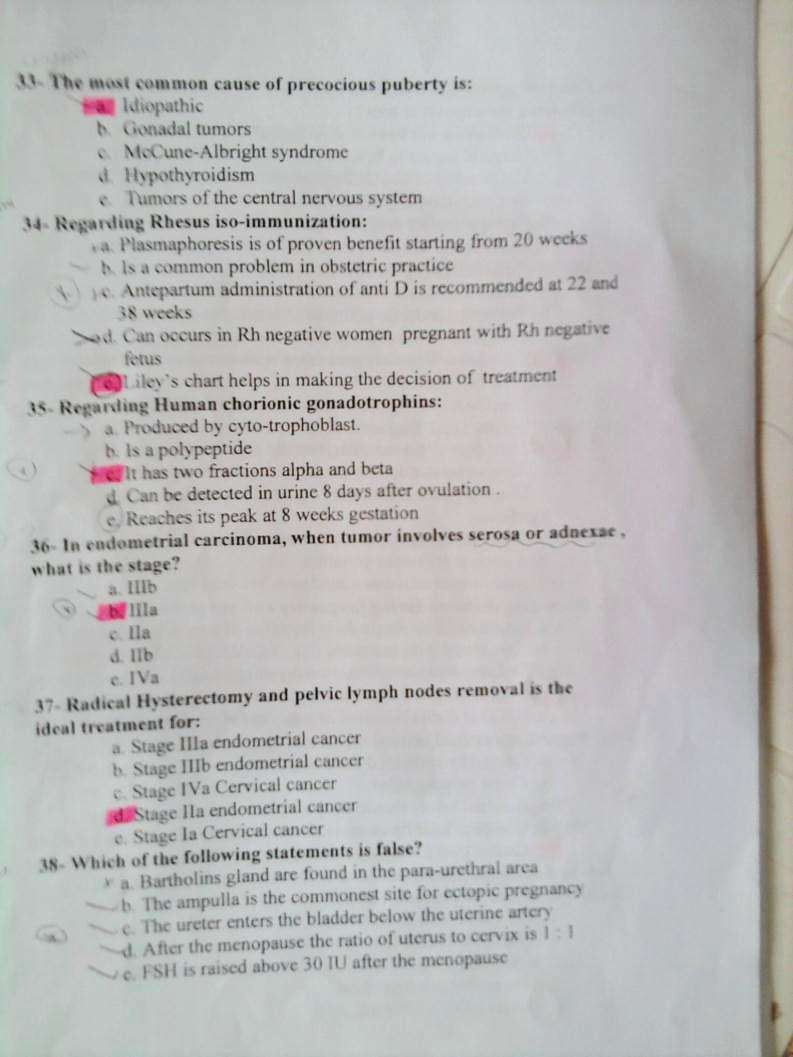 33- The most common cause of precocious puberty is:
a. Idiopathic
b. Gonadal tumors
c. McCune-Albright syndrome
d. Hypothyroidism
e. Tumors of the central nervous system
34- Regarding Rhesus iso-immunization:
a. Plasmaphoresis is of proven benefit starting from 20 weeks
b. Is a common problem in obstetric practice
c. Antepartum administration of anti D is recommended at 22 and
38 weeks
d. Can occurs in Rh negative women pregnant with Rh negative
fetus
e. Liley's chart helps in making the decision of treatment
35- Regarding Human chorionic gonadotrophins:
a. Produced by cyto-trophoblast.
b. Is a polypeptide
c. It has two fractions alpha and beta
d. Can be detected in urine 8 days after ovulation .
e. Reaches its peak at 8 weeks gestation
36- In endometrial carcinoma, when tumor involves serosa or adnexae ,
what is the stage?
a. IIIb
b. IIIa
c. IIa
d. IIb
e. IVa
37- Radical Hysterectomy and pelvic lymph nodes removal is the
ideal treatment for:
a. Stage IIIa endometrial cancer
b. Stage IIIb endometrial cancer
c. Stage IVa Cervical cancer
d. Stage IIa endometrial cancer
e. Stage Ia Cervical cancer
38- Which of the following statements is false?
a. Bartholins gland are found in the para-urethral area
b. The ampulla is the commonest site for ectopic pregnancy
c. The ureter enters the bladder below the uterine artery
d. After the menopause the ratio of uterus to cervix is 1 : 1
e. FSH is raised above 30 IU after the menopause